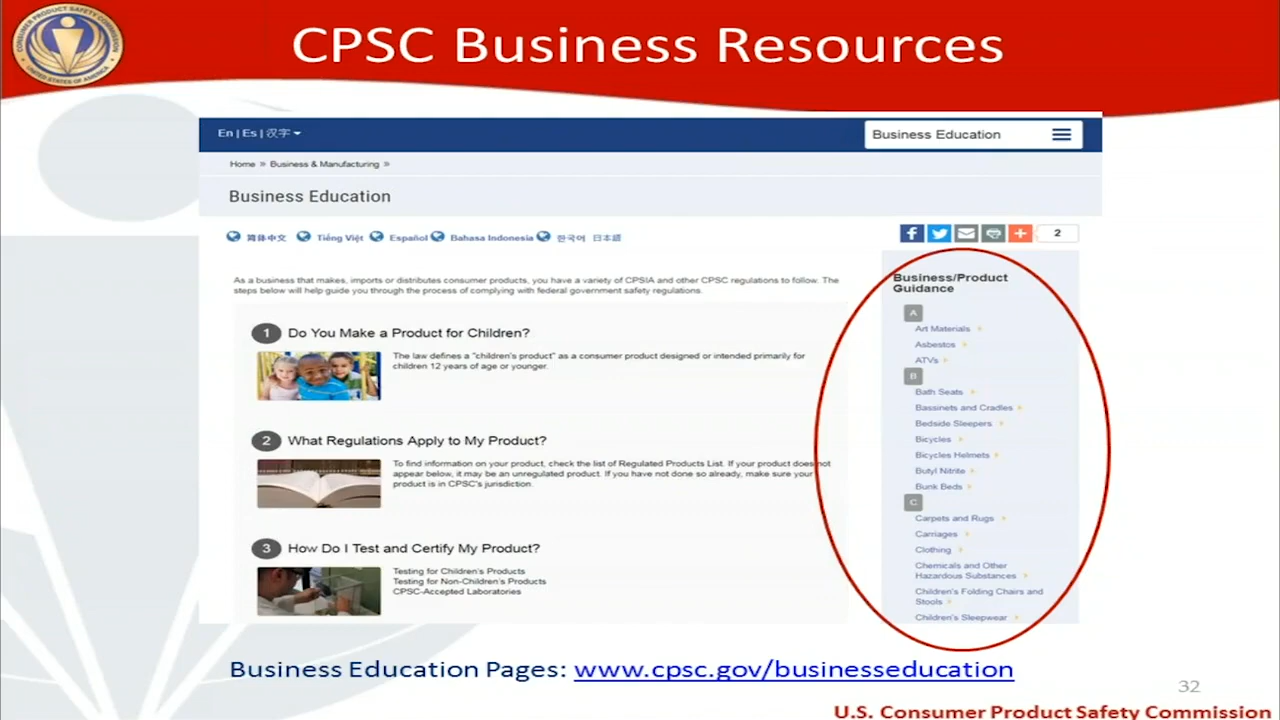 CONSUMER PRODUCT SAFETY COMMISSION
UNITED STATES OF AMERICA
CPSC Business Resources
En | Es | 汉字
Business Education
Home » Business & Manufacturing »
Business Education
简体中文 Tiếng Việt Español Bahasa Indonesia 한국어 日本語
2
As a business that makes, imports or distributes consumer products, you have a variety of CPSIA and other CPSC regulations to follow. The
steps below will help guide you through the process of complying with federal government safety regulations.
1 Do You Make a Product for Children?
The law defines a "children's product" as a consumer product designed or intended primarily for
children 12 years of age or younger.
2 What Regulations Apply to My Product?
To find information on your product, check the list of Regulated Products List. If your product does not
appear below, it may be an unregulated product. If you have not done so already, make sure your
product is in CPSC's jurisdiction.
3 How Do I Test and Certify My Product?
Testing for Children's Products
Testing for Non-Children's Products
CPSC-Accepted Laboratories
Business/Product
Guidance
A
Art Materials
Asbestos
ATVs
B
Bath Seats
Bassinets and Cradles
Bedside Sleepers
Bicycles
Bicycles Helmets
Butyl Nitrite
Bunk Beds
C
Carpets and Rugs
Carriages
Clothing
Chemicals and Other
Hazardous Substances
Children's Folding Chairs and
Stools
Children's Sleepwear
Business Education Pages: www.cpsc.gov/businesseducation
32
U.S. Consumer Product Safety Commission